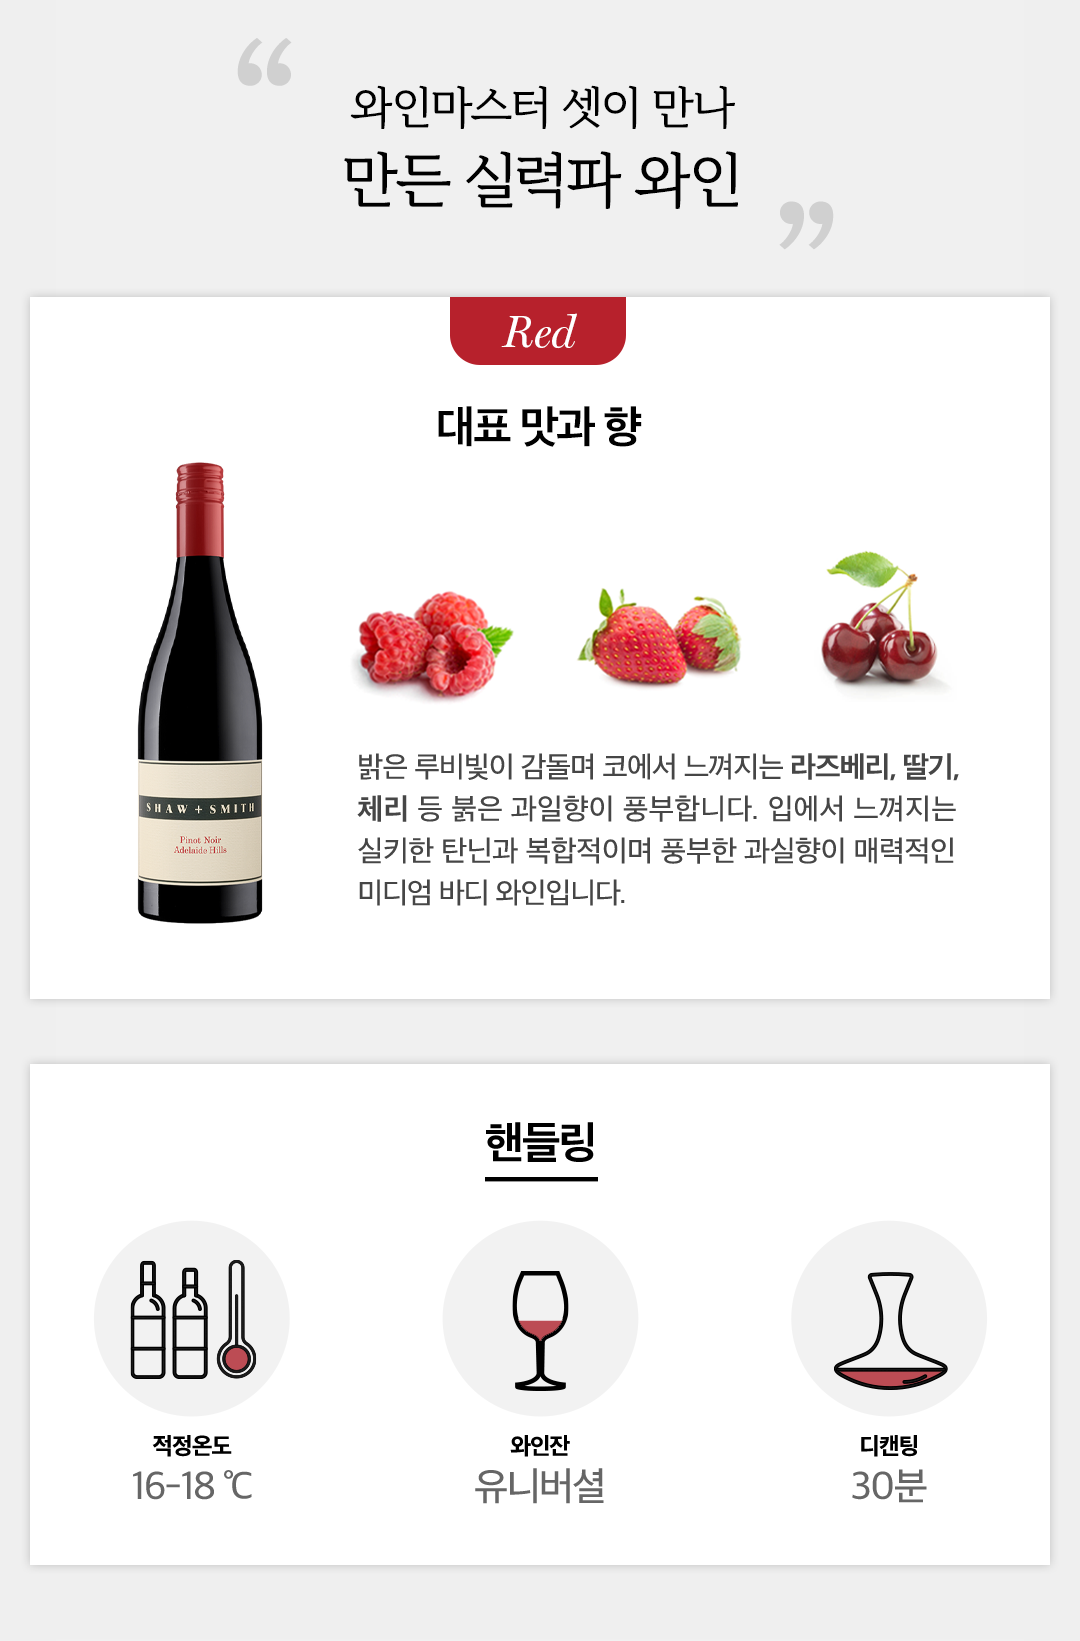 “
와인마스터 셋이 만나
만든 실력파 와인
”
Red
대표 맛과 향
SHAW + SMITH
Pinot Noir
Adelaide Hills
밝은 루비빛이 감돌며 코에서 느껴지는 라즈베리, 딸기,
체리 등 붉은 과일향이 풍부합니다. 입에서 느껴지는
실키한 탄닌과 복합적이며 풍부한 과실향이 매력적인
미디엄 바디 와인입니다.
핸들링
적정온도
16-18 ℃
와인잔
유니버셜
디캔팅
30분